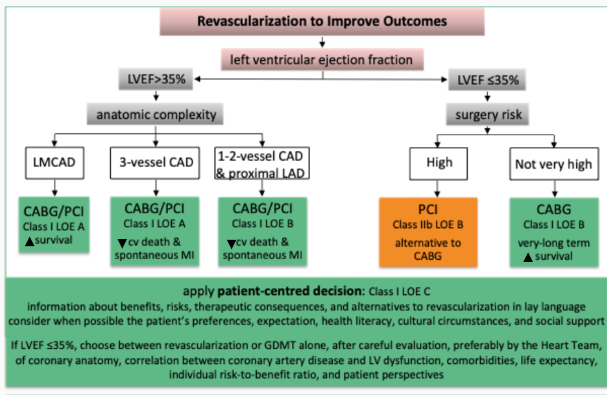 Revascularization to Improve Outcomes
left ventricular ejection fraction
LVEF>35%
LVEF ≤35%
anatomic complexity
surgery risk
LMCAD
3-vessel CAD
1-2-vessel CAD
& proximal LAD
High
Not very high
CABG/PCI
Class I LOE A
▲survival
CABG/PCI
Class I LOE A
▼cv death &
spontaneous MI
CABG/PCI
Class I LOE B
▼cv death &
spontaneous MI
PCI
Class IIb LOE B
alternative to
CABG
CABG
Class I LOE B
very-long term
▲ survival
apply patient-centred decision: Class I LOE C
information about benefits, risks, therapeutic consequences, and alternatives to revascularization in lay language
consider when possible the patient's preferences, expectation, health literacy, cultural circumstances, and social support
If LVEF ≤35%, choose between revascularization or GDMT alone, after careful evaluation, preferably by the Heart Team,
of coronary anatomy, correlation between coronary artery disease and LV dysfunction, comorbidities, life expectancy,
individual risk-to-benefit ratio, and patient perspectives